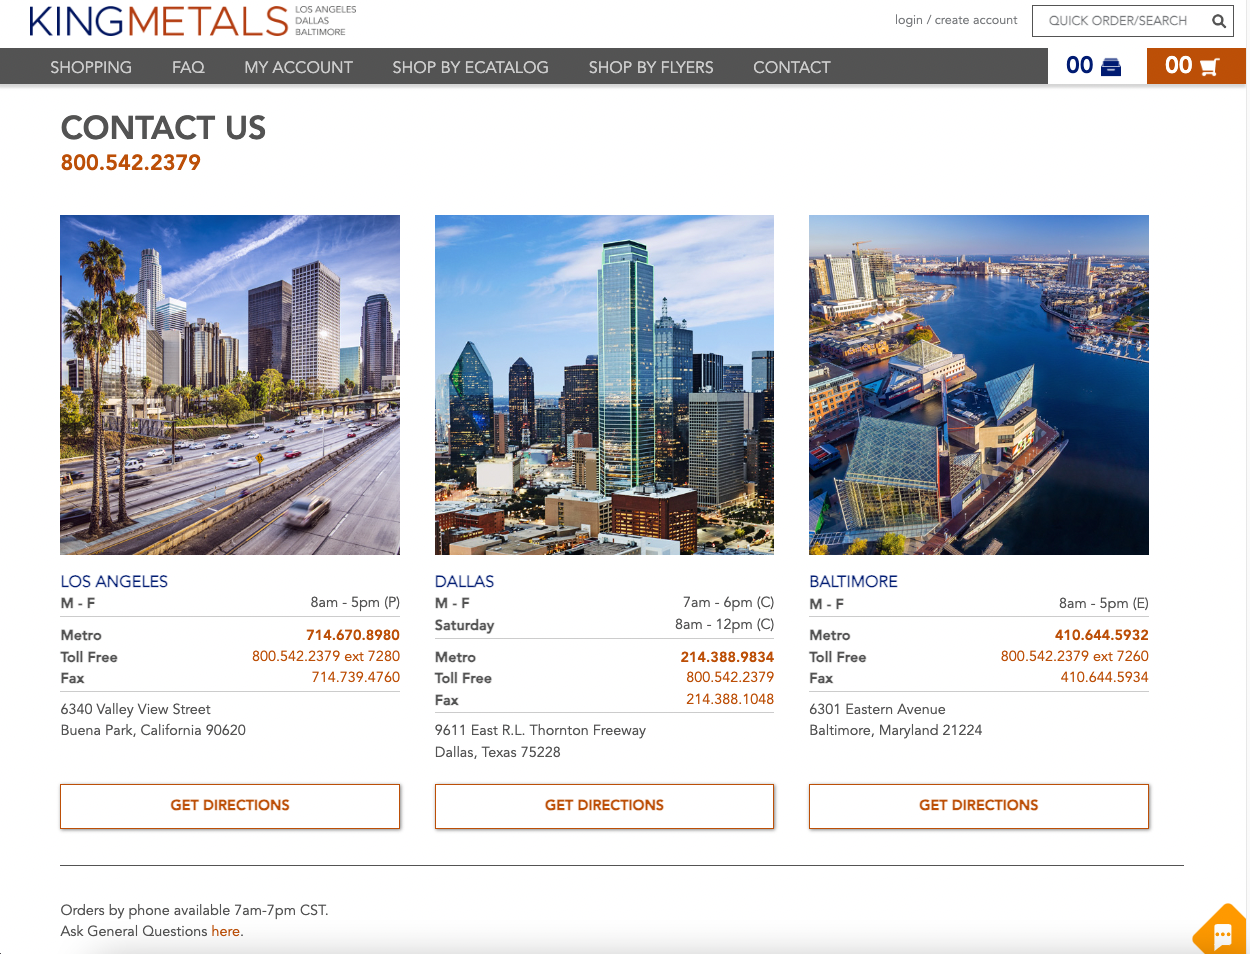 KINGMETALS
LOS ANGELES
DALLAS
BALTIMORE
login / create account
QUICK ORDER/SEARCH
SHOPPING FAQ MY ACCOUNT SHOP BY ECATALOG SHOP BY FLYERS CONTACT 00 00
CONTACT US
800.542.2379
LOS ANGELES
M - F 8am - 5pm (P)
Metro 714.670.8980
Toll Free 800.542.2379 ext 7280
Fax 714.739.4760
6340 Valley View Street
Buena Park, California 90620
GET DIRECTIONS
DALLAS
M - F 7am - 6pm (C)
Saturday 8am - 12pm (C)
Metro 214.388.9834
Toll Free 800.542.2379
Fax 214.388.1048
9611 East R.L. Thornton Freeway
Dallas, Texas 75228
GET DIRECTIONS
BALTIMORE
M - F 8am - 5pm (E)
Metro 410.644.5932
Toll Free 800.542.2379 ext 7260
Fax 410.644.5934
6301 Eastern Avenue
Baltimore, Maryland 21224
GET DIRECTIONS
Orders by phone available 7am-7pm CST.
Ask General Questions here.